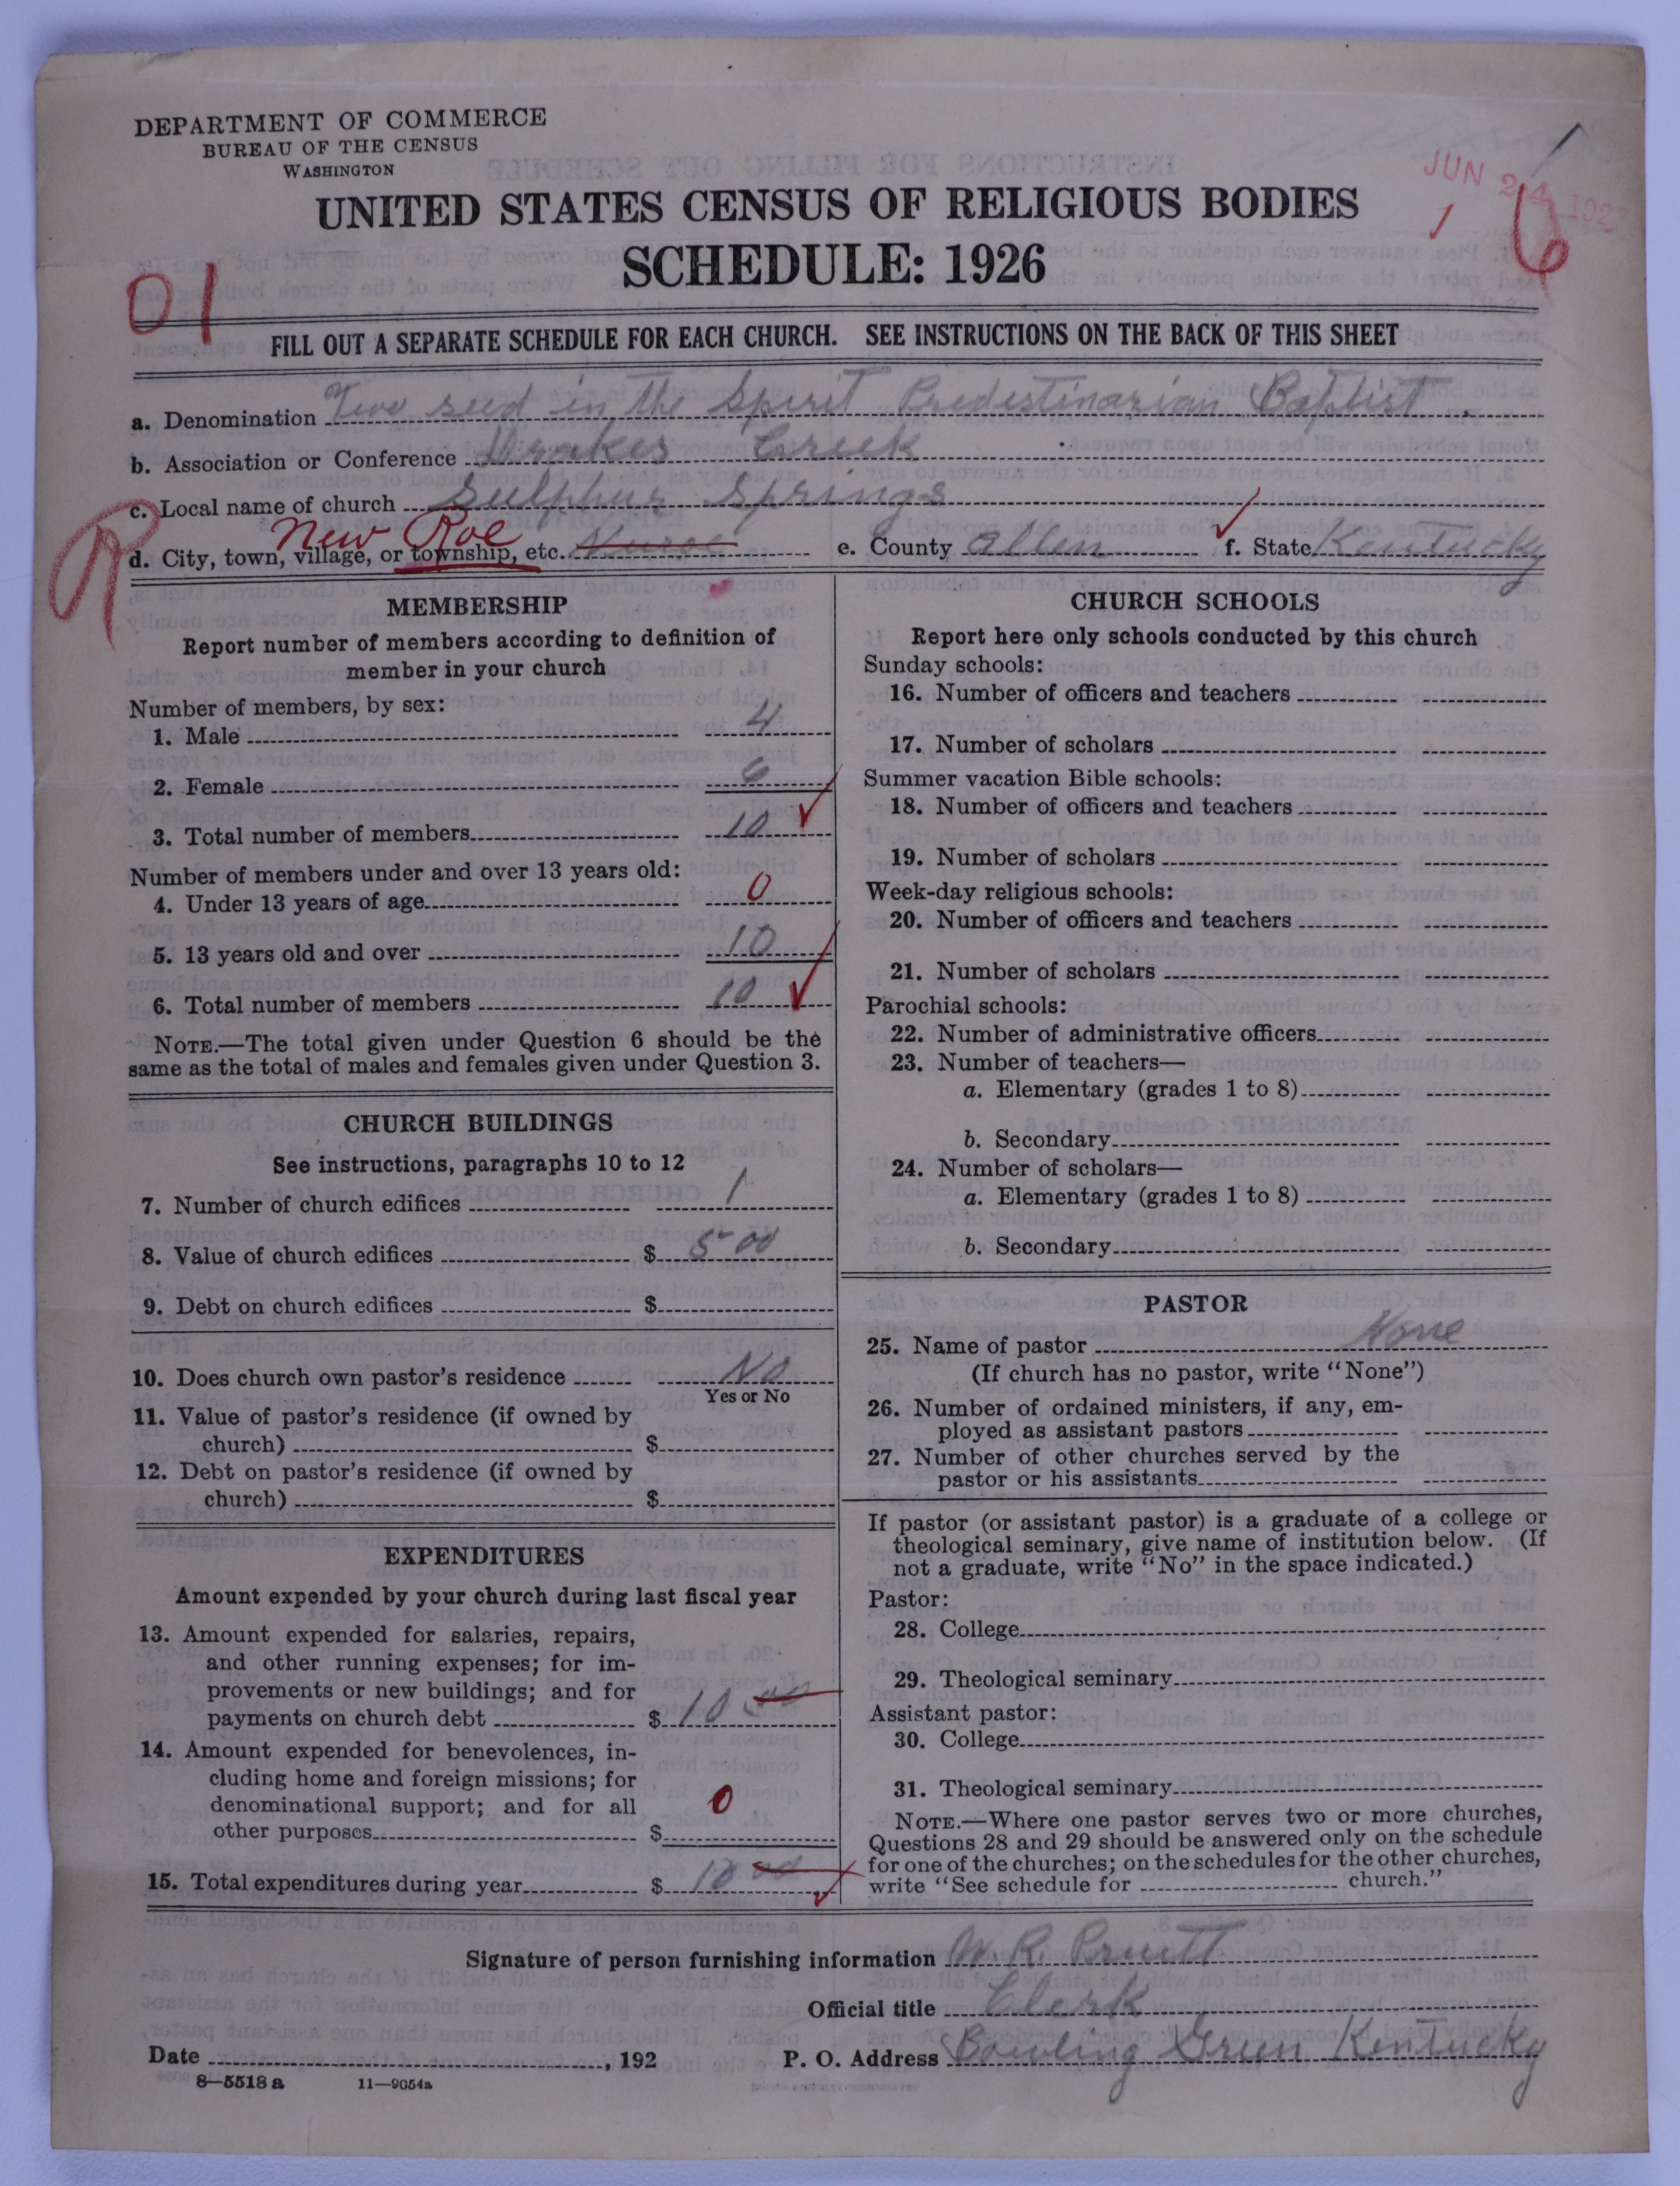 DEPARTMENT OF COMMERCE
BUREAU OF THE CENSUS
WASHINGTON
JUN 24 1927
1 6
UNITED STATES CENSUS OF RELIGIOUS BODIES
SCHEDULE: 1926
01
FILL OUT A SEPARATE SCHEDULE FOR EACH CHURCH. SEE INSTRUCTIONS ON THE BACK OF THIS SHEET
a. Denomination Two seed in the Spirit Predestinarian Baptist
b. Association or Conference Drakes Creek
c. Local name of church Sulphur Springs
R
New Roe
d. City, town, village, or township, etc. e. County Allen f. State Kentucky
MEMBERSHIP
Report number of members according to definition of
member in your church
Number of members, by sex:
1. Male 4
2. Female 6
3. Total number of members 10
Number of members under and over 13 years old:
4. Under 13 years of age 0
5. 13 years old and over 10
6. Total number of members 10
NOTE.—The total given under Question 6 should be the
same as the total of males and females given under Question 3.
CHURCH BUILDINGS
See instructions, paragraphs 10 to 12
7. Number of church edifices 1
8. Value of church edifices $ 500
9. Debt on church edifices $
10. Does church own pastor's residence No
Yes or No
11. Value of pastor's residence (if owned by
church) $
12. Debt on pastor's residence (if owned by
church) $
EXPENDITURES
Amount expended by your church during last fiscal year
13. Amount expended for salaries, repairs,
and other running expenses; for im-
provements or new buildings; and for
payments on church debt $ 10 00
14. Amount expended for benevolences, in-
cluding home and foreign missions; for
denominational support; and for all 0
other purposes $
15. Total expenditures during year $ 10 00
CHURCH SCHOOLS
Report here only schools conducted by this church
Sunday schools:
16. Number of officers and teachers
17. Number of scholars
Summer vacation Bible schools:
18. Number of officers and teachers
19. Number of scholars
Week-day religious schools:
20. Number of officers and teachers
21. Number of scholars
Parochial schools:
22. Number of administrative officers
23. Number of teachers—
a. Elementary (grades 1 to 8)
b. Secondary
24. Number of scholars—
a. Elementary (grades 1 to 8)
b. Secondary
PASTOR
25. Name of pastor None
(If church has no pastor, write "None")
26. Number of ordained ministers, if any, em-
ployed as assistant pastors
27. Number of other churches served by the
pastor or his assistants
If pastor (or assistant pastor) is a graduate of a college or
theological seminary, give name of institution below. (If
not a graduate, write "No" in the space indicated.)
Pastor:
28. College
29. Theological seminary
Assistant pastor:
30. College
31. Theological seminary
NOTE.—Where one pastor serves two or more churches,
Questions 28 and 29 should be answered only on the schedule
for one of the churches; on the schedules for the other churches,
write "See schedule for church."
Signature of person furnishing information W. R. Pruitt
Official title Clerk
Date , 192 P. O. Address Bowling Green Kentucky
8—5518 a 11—9054a